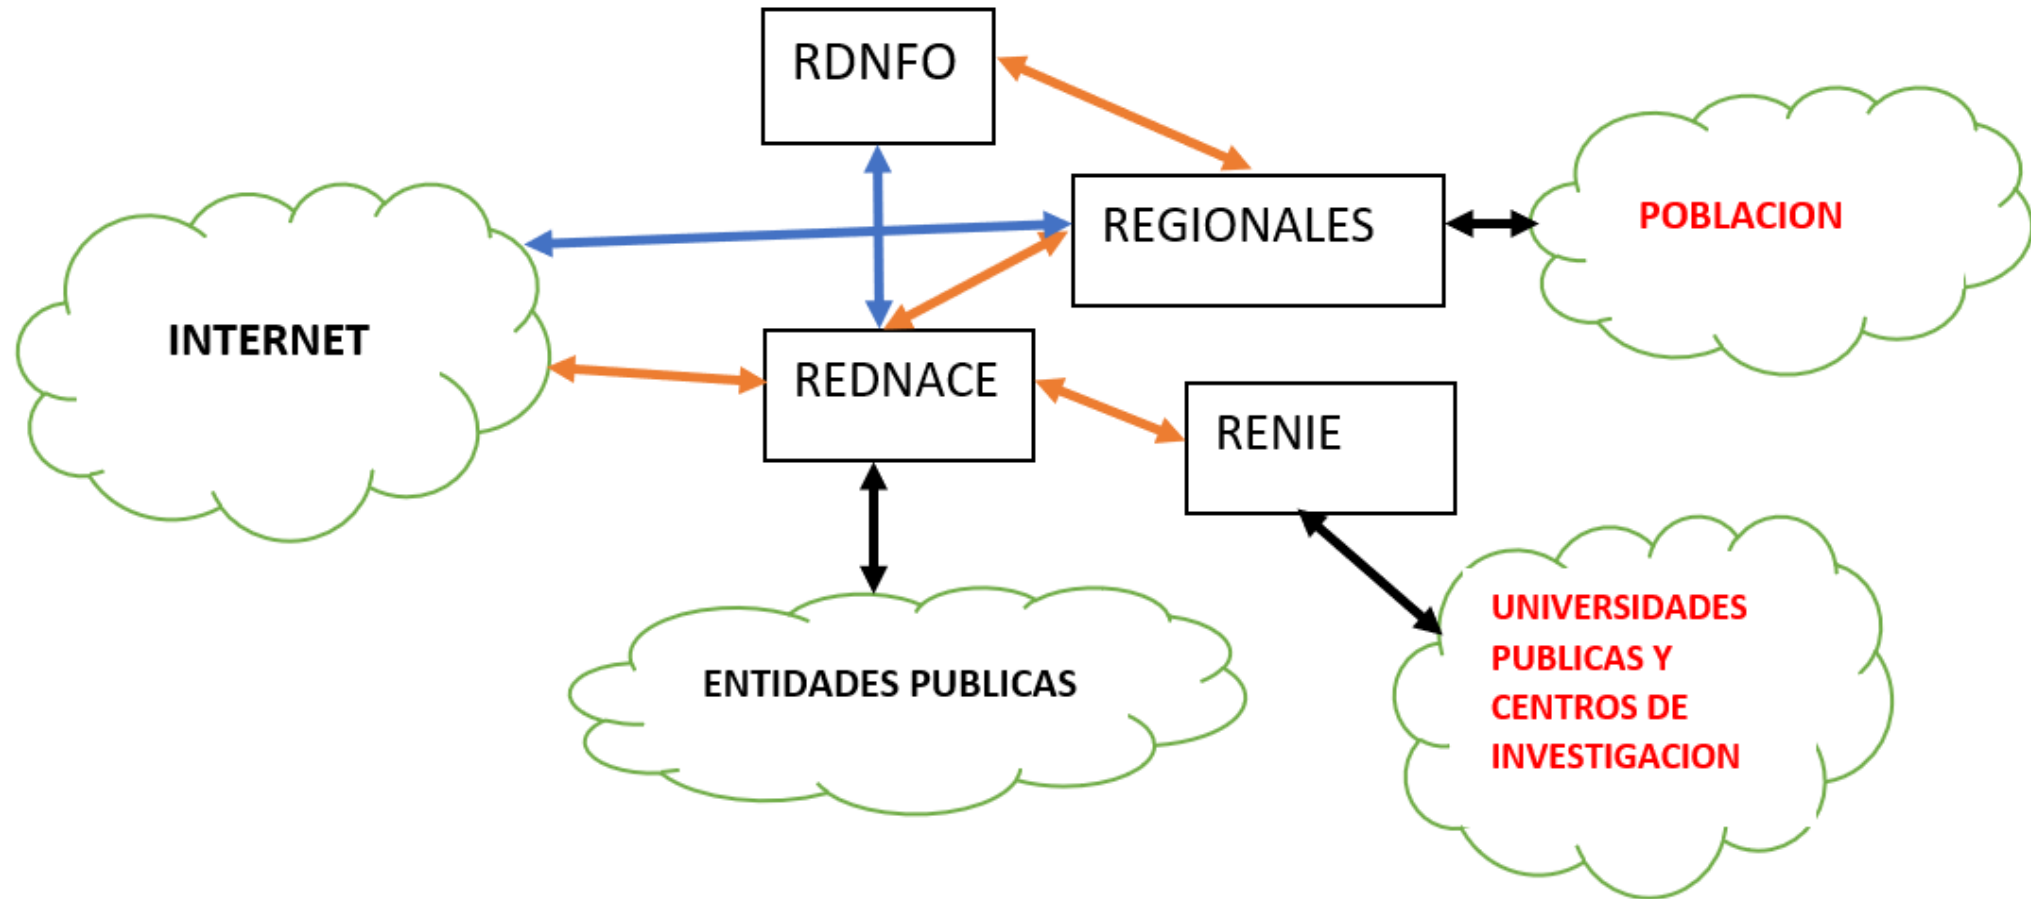 RDNFO
REGIONALES
POBLACION
INTERNET
REDNACE
RENIE
ENTIDADES PUBLICAS
UNIVERSIDADES
PUBLICAS Y
CENTROS DE
INVESTIGACION